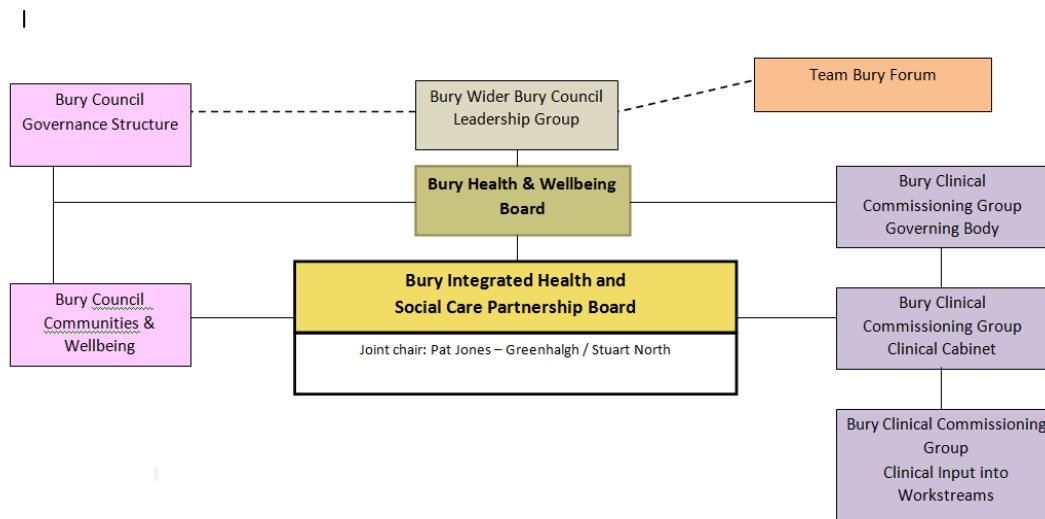 Bury Council
Governance Structure
Bury Wider Bury Council
Leadership Group
Team Bury Forum
Bury Health & Wellbeing
Board
Bury Clinical
Commissioning Group
Governing Body
Bury Council
Communities &
Wellbeing
Bury Integrated Health and
Social Care Partnership Board
Joint chair: Pat Jones – Greenhalgh / Stuart North
Bury Clinical
Commissioning Group
Clinical Cabinet
Bury Clinical Commissioning
Group
Clinical Input into
Workstreams